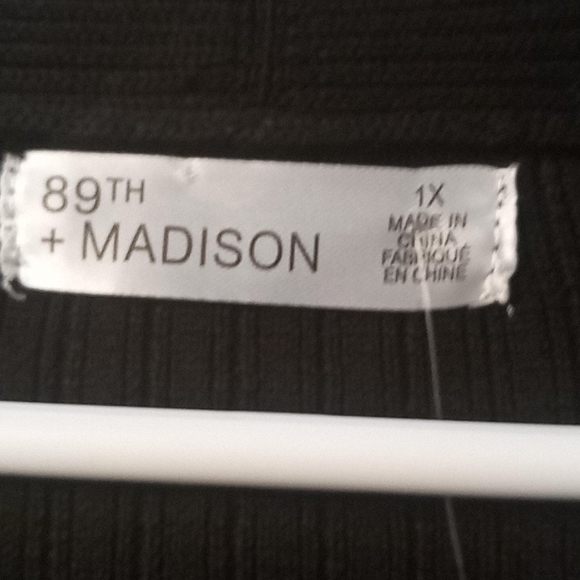 89TH
+ MADISON
1X
MADE IN
CHINA
FABRIQUÉ
EN CHINE